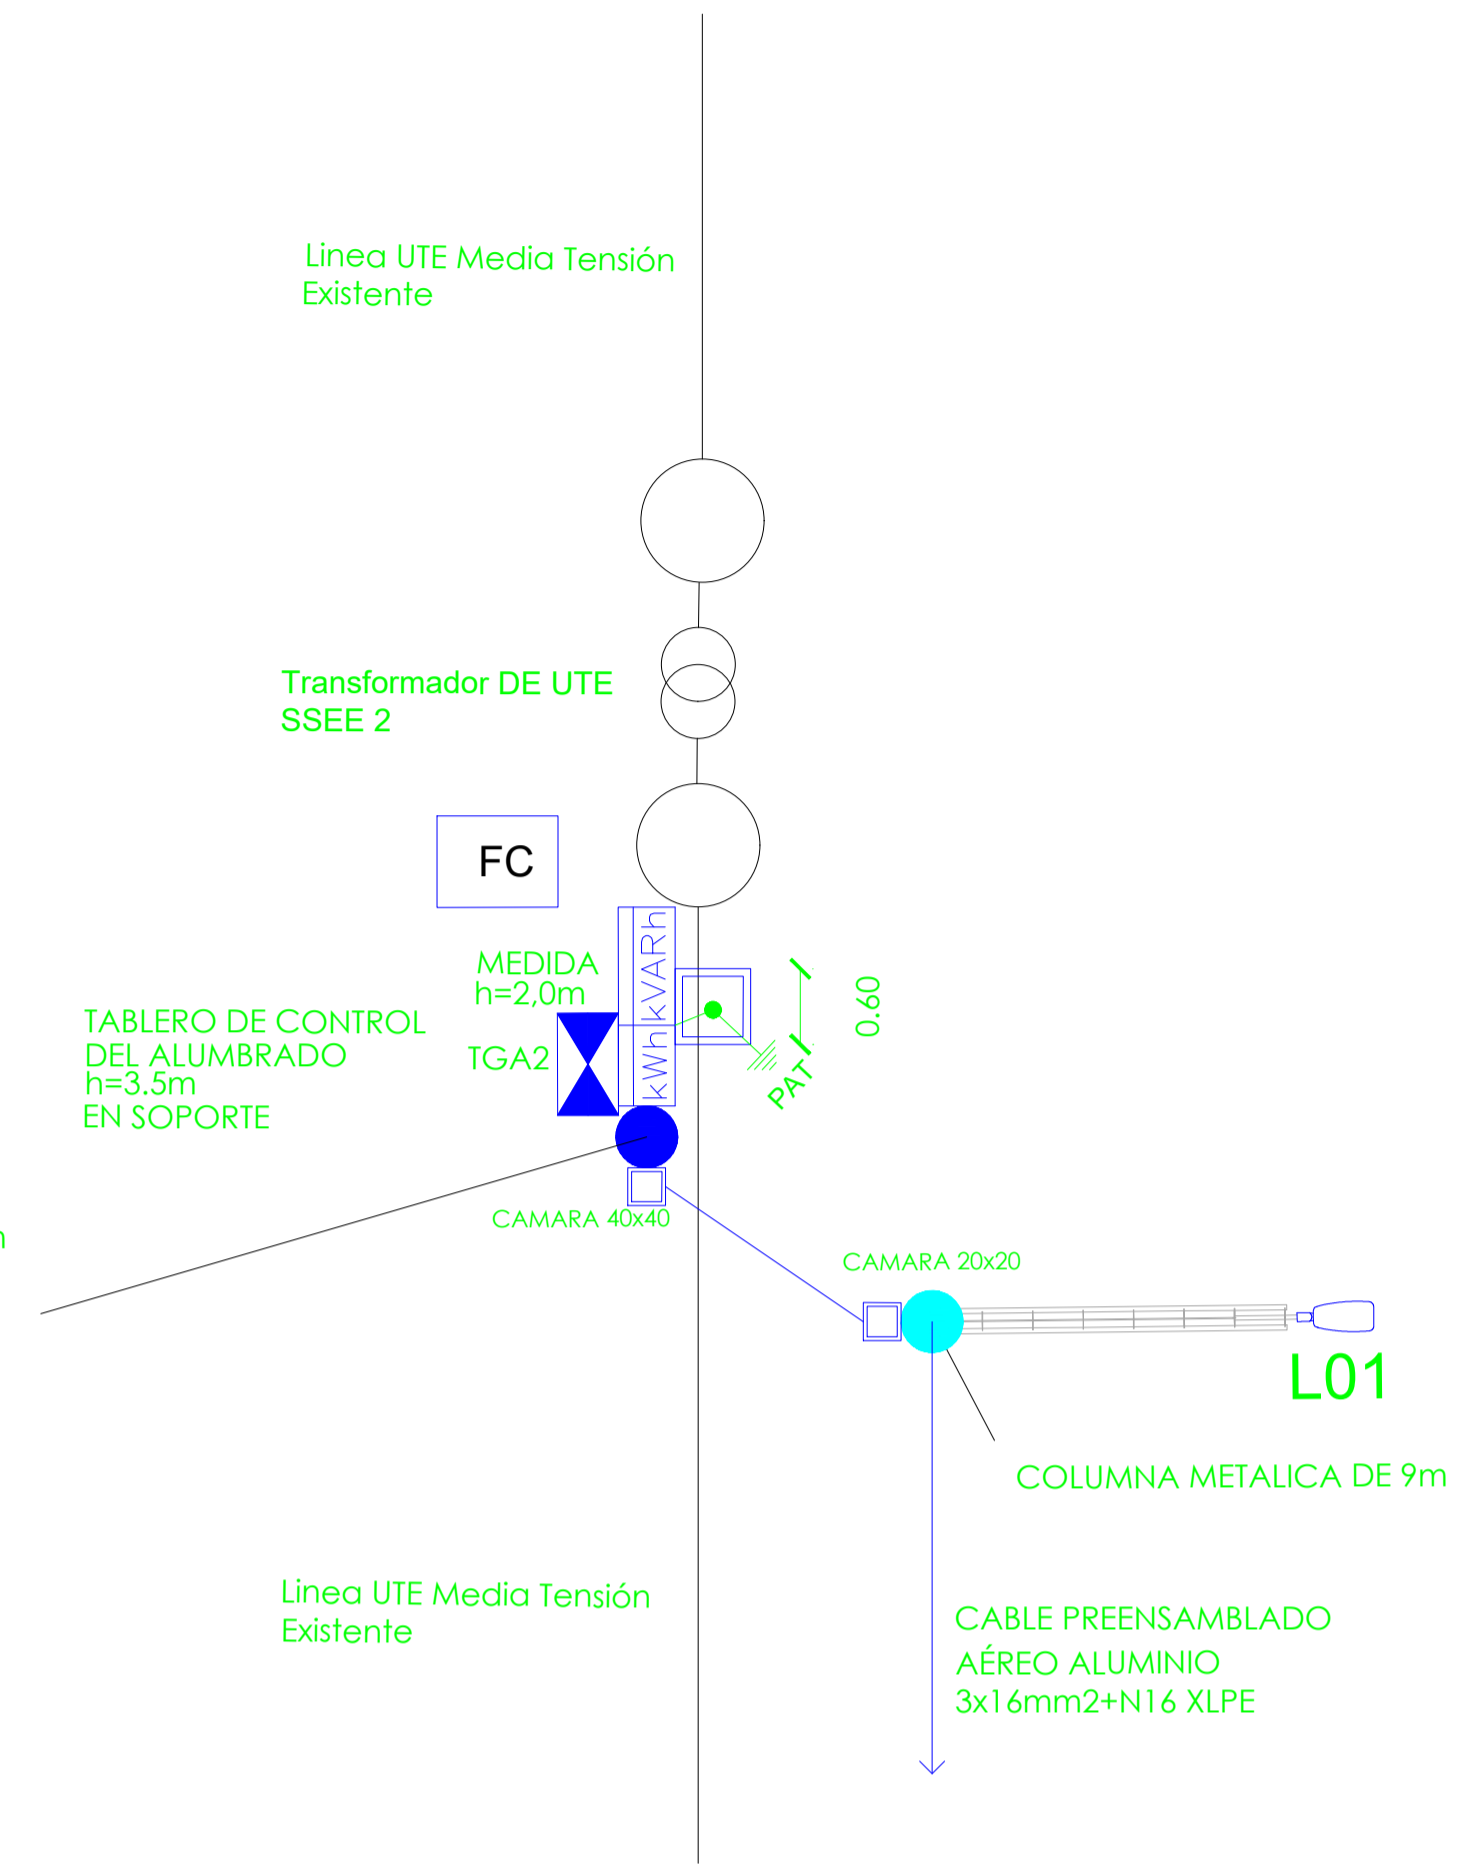 Linea UTE Media Tensión
Existente
Transformador DE UTE
SSEE 2
FC
kWh kVARh
MEDIDA
h=2,0m
0.60
TABLERO DE CONTROL
DEL ALUMBRADO
h=3.5m
EN SOPORTE
TGA2
PAT
CAMARA 40x40
CAMARA 20x20
L01
COLUMNA METALICA DE 9m
Linea UTE Media Tensión
Existente
CABLE PREENSAMBLADO
AÉREO ALUMINIO
3x16mm2+N16 XLPE